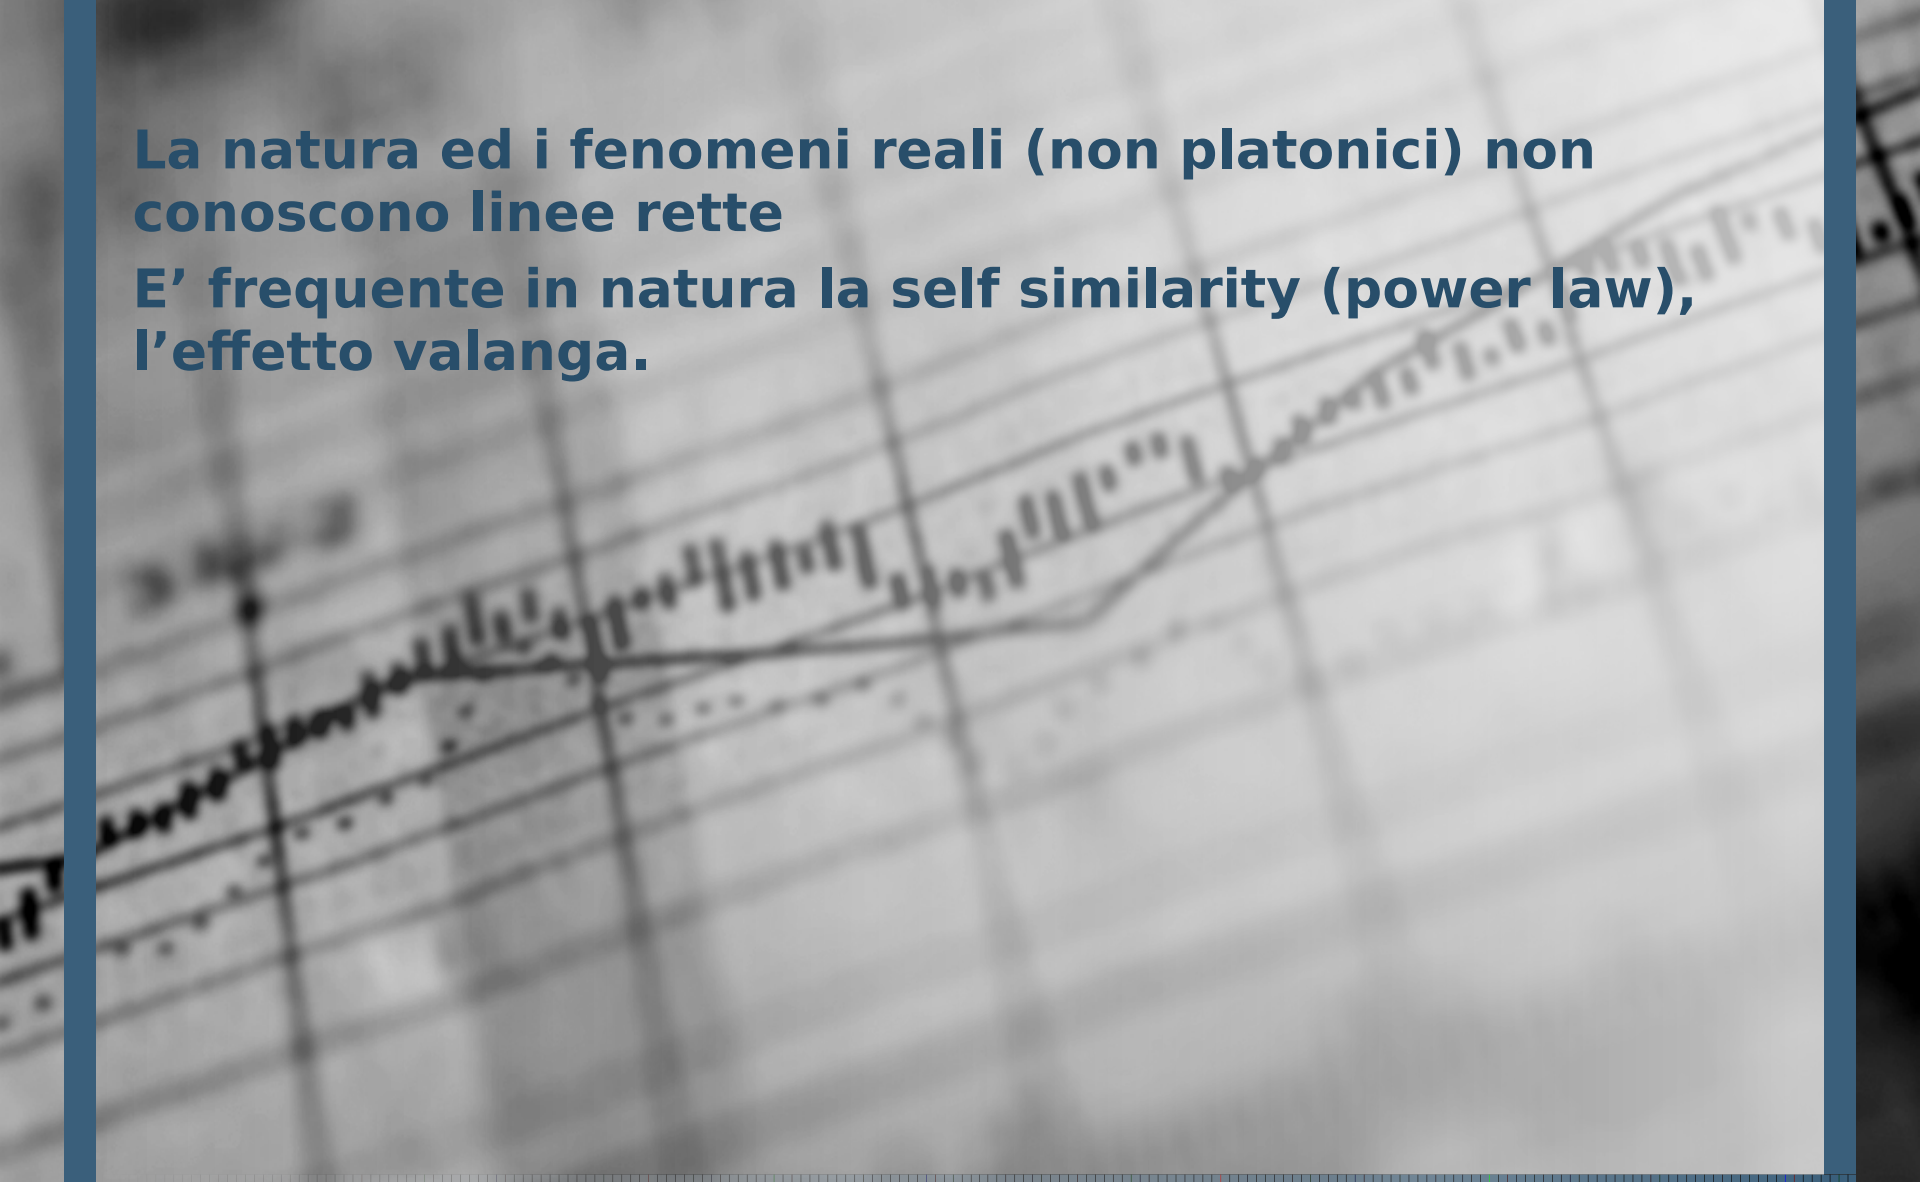 La natura ed i fenomeni reali (non platonici) non
conoscono linee rette
E’ frequente in natura la self similarity (power law),
l’effetto valanga.